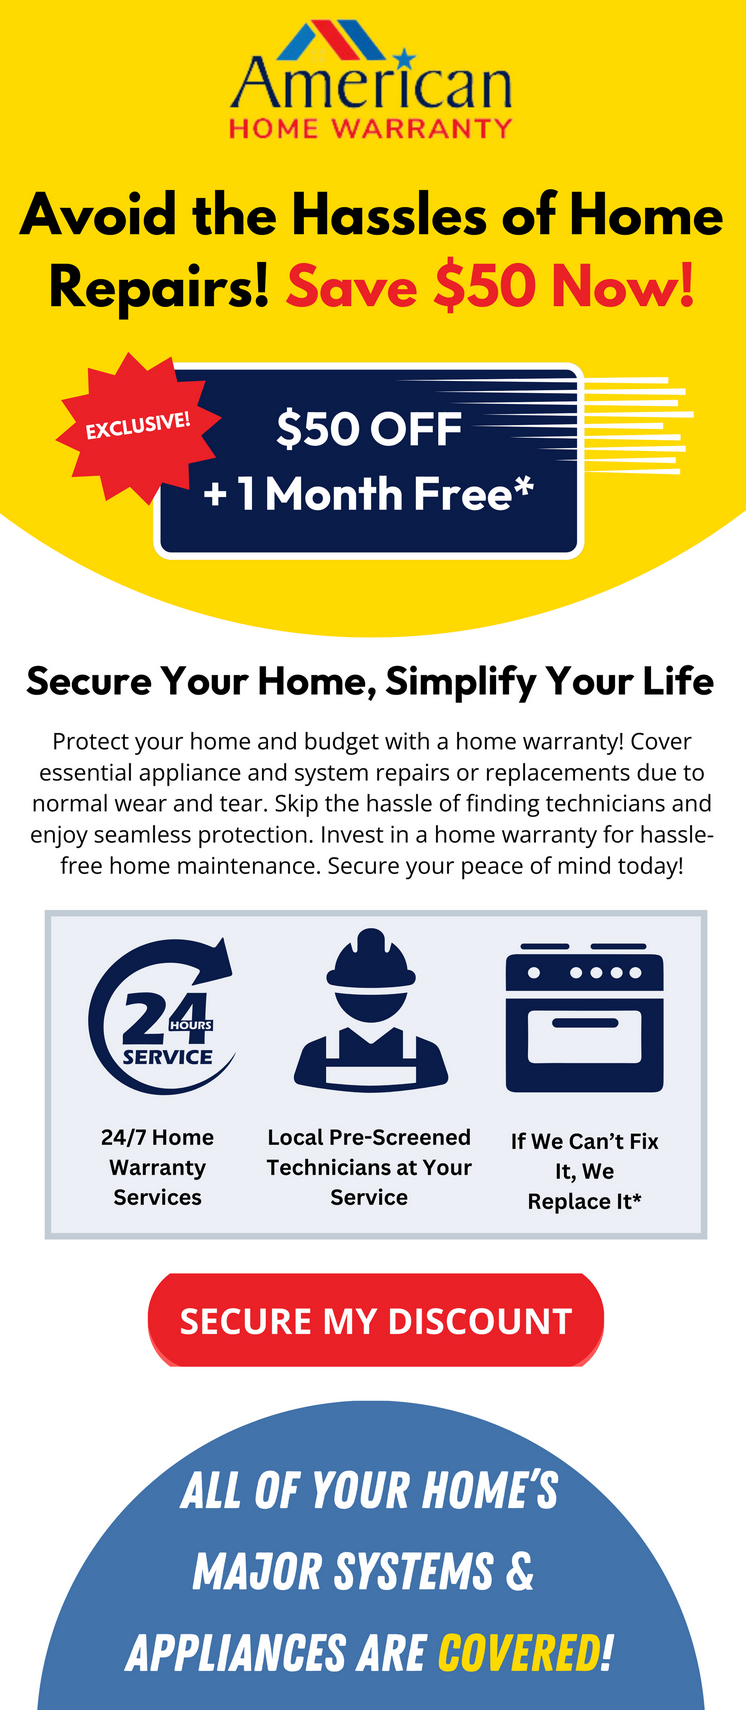 American
HOME WARRANTY
Avoid the Hassles of Home
Repairs! Save $50 Now!
EXCLUSIVE!
$50 OFF
+ 1 Month Free*
Secure Your Home, Simplify Your Life
Protect your home and budget with a home warranty! Cover
essential appliance and system repairs or replacements due to
normal wear and tear. Skip the hassle of finding technicians and
enjoy seamless protection. Invest in a home warranty for hassle-
free home maintenance. Secure your peace of mind today!
24
HOURS
SERVICE
24/7 Home
Warranty
Services
Local Pre-Screened
Technicians at Your
Service
If We Can’t Fix
It, We
Replace It*
SECURE MY DISCOUNT
ALL OF YOUR HOME’S
MAJOR SYSTEMS &
APPLIANCES ARE COVERED!